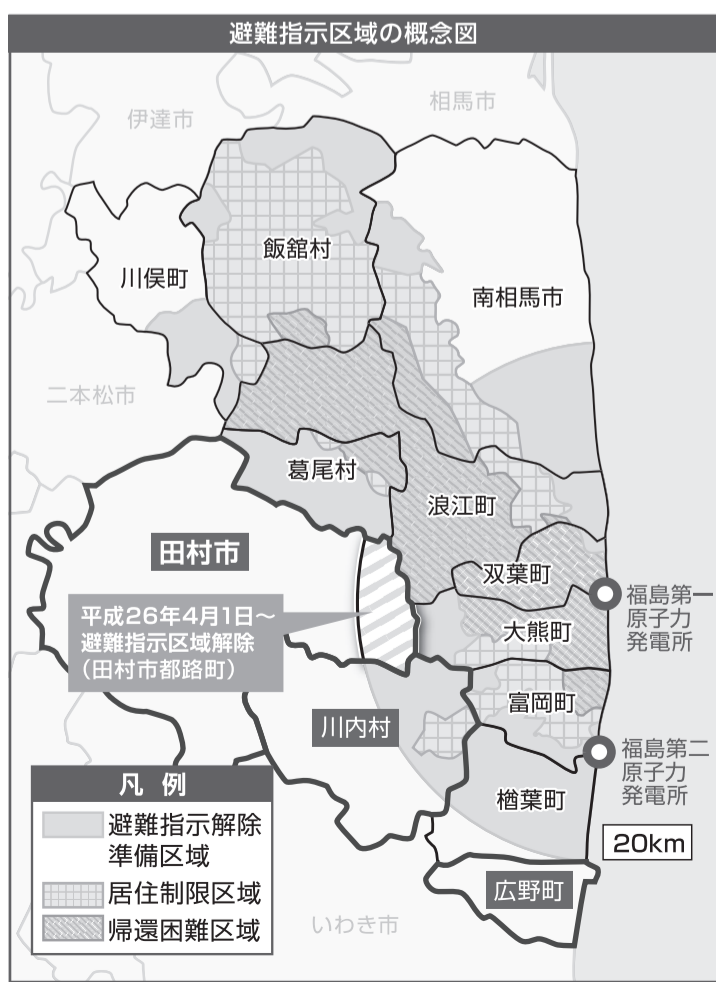 避難指示区域の概念図
相馬市
伊達市
飯舘村
川俣町
南相馬市
二本松市
葛尾村
浪江町
田村市
双葉町
福島第一
原子力
発電所
平成26年4月1日～
避難指示区域解除
（田村市都路町）
大熊町
富岡町
川内村
福島第二
原子力
発電所
楢葉町
凡 例
避難指示解除
準備区域
居住制限区域
帰還困難区域
20km
広野町
いわき市